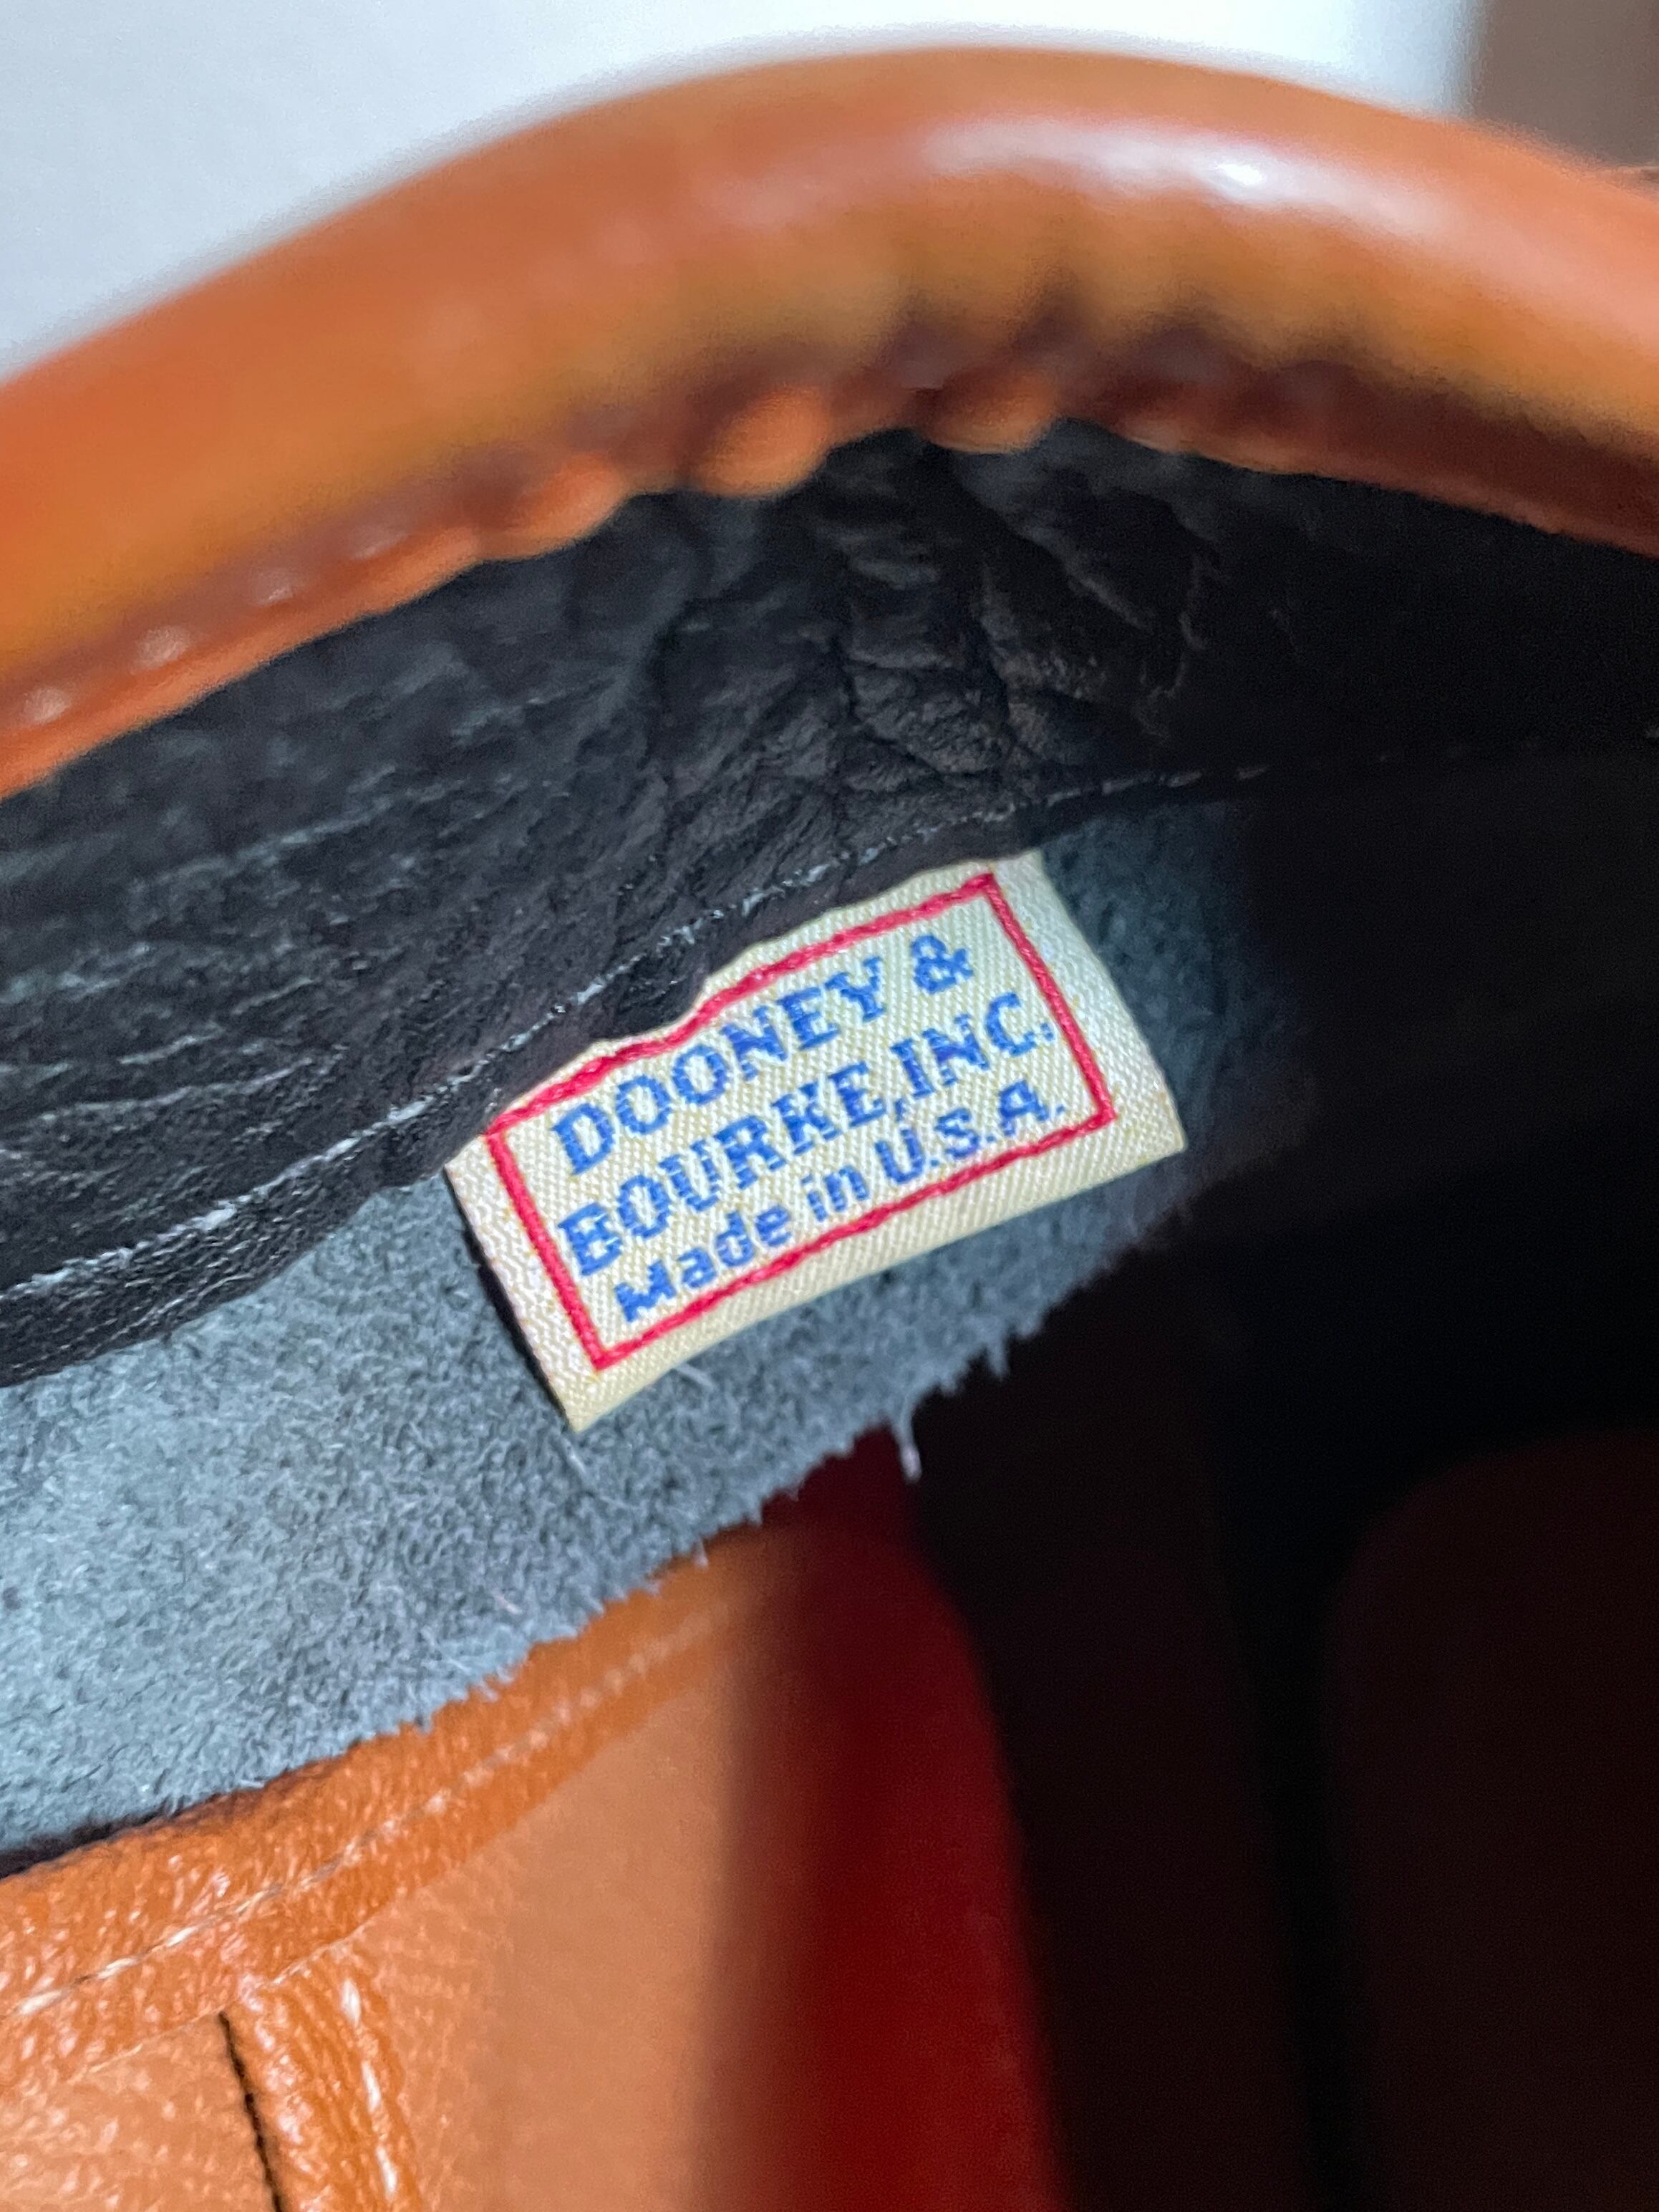 DOONEY &
BOURKE, INC.
Made in U.S.A.